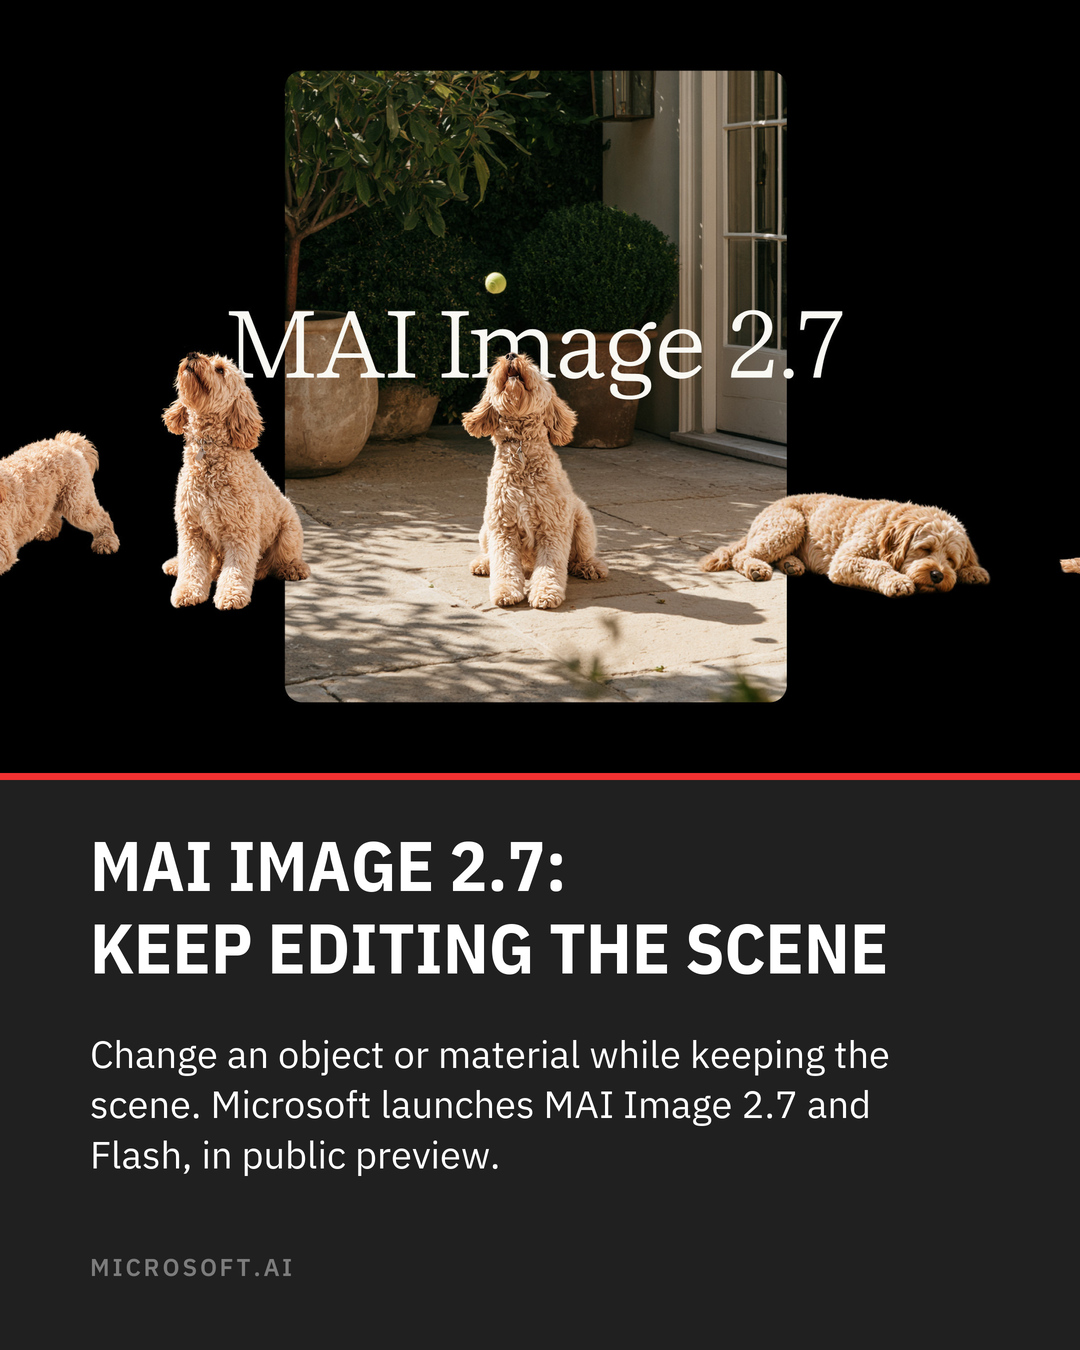 MAI Image 2.7
MAI IMAGE 2.7:
KEEP EDITING THE SCENE
Change an object or material while keeping the
scene. Microsoft launches MAI Image 2.7 and
Flash, in public preview.
MICROSOFT.AI